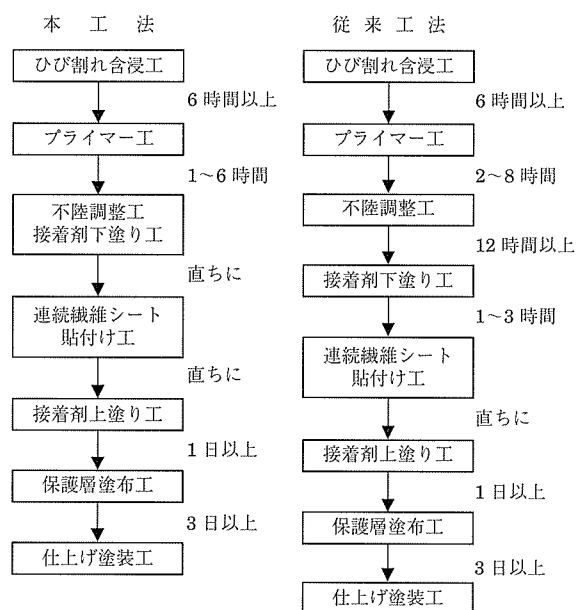 本工法
ひび割れ含浸工
6 時間以上
プライマー工
1～6 時間
不陸調整工
接着剤下塗り工
直ちに
連続繊維シート
貼付け工
直ちに
接着剤上塗り工
1 日以上
保護層塗布工
3 日以上
仕上げ塗装工
従来工法
ひび割れ含浸工
6 時間以上
プライマー工
2～8 時間
不陸調整工
12 時間以上
接着剤下塗り工
1～3 時間
連続繊維シート
貼付け工
直ちに
接着剤上塗り工
1 日以上
保護層塗布工
3 日以上
仕上げ塗装工